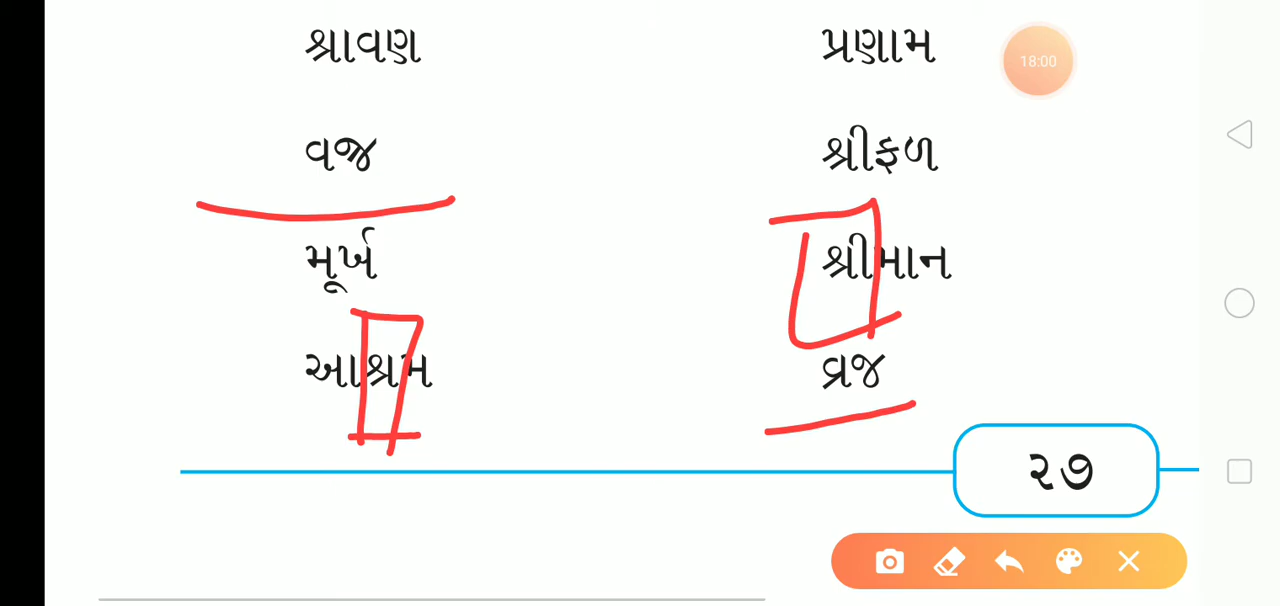 શ્રાવણ પ્રણામ
18:00
વજ્ર શ્રીફળ
મૂર્ખ શ્રીમાન
આશ્રમ વ્રજ
૨૭